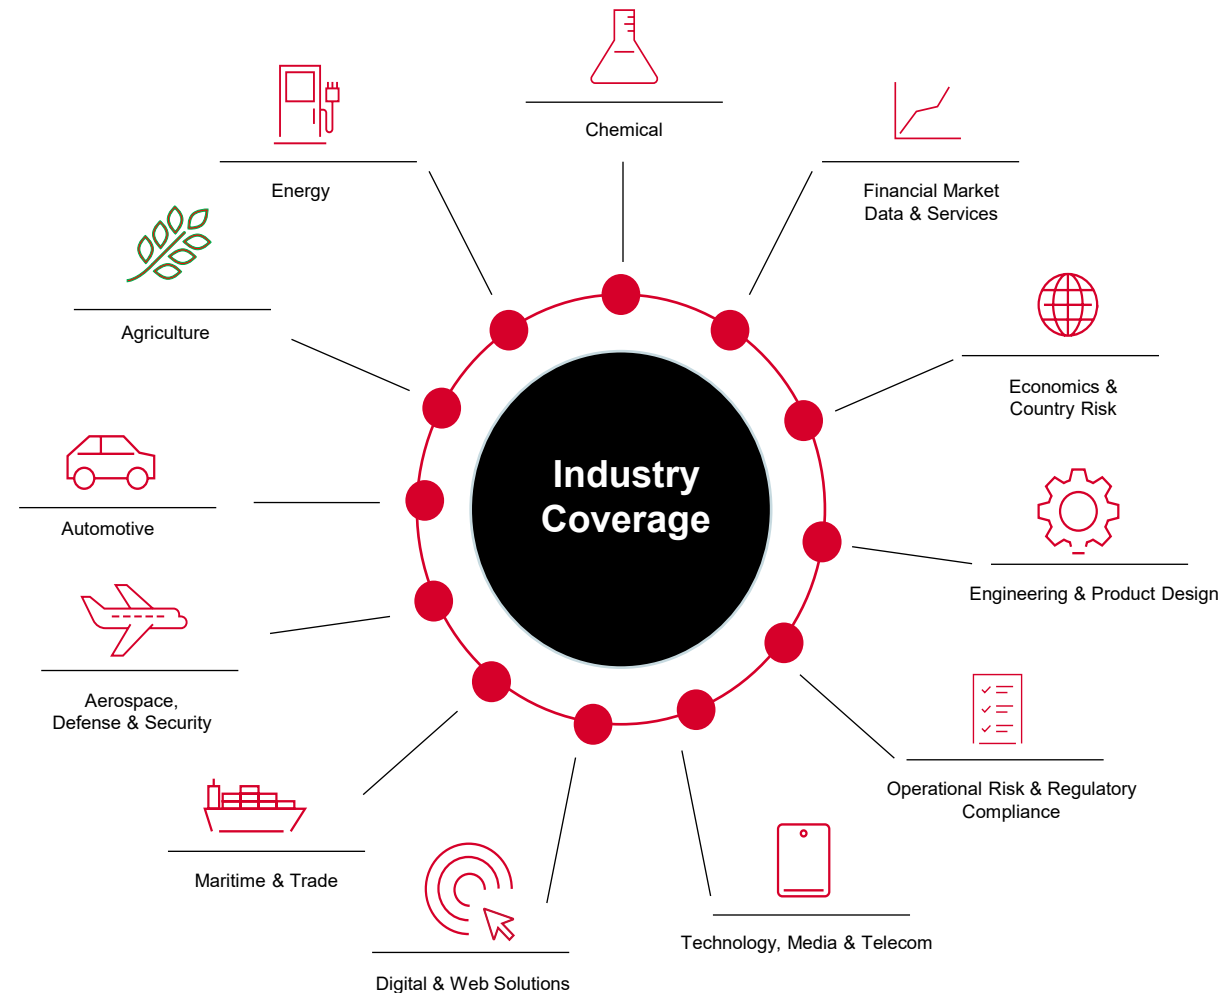 Chemical
Energy
Financial Market
Data & Services
Agriculture
Economics &
Country Risk
Industry
Coverage
Automotive
Engineering & Product Design
Aerospace,
Defense & Security
Operational Risk & Regulatory
Compliance
Maritime & Trade
Technology, Media & Telecom
Digital & Web Solutions